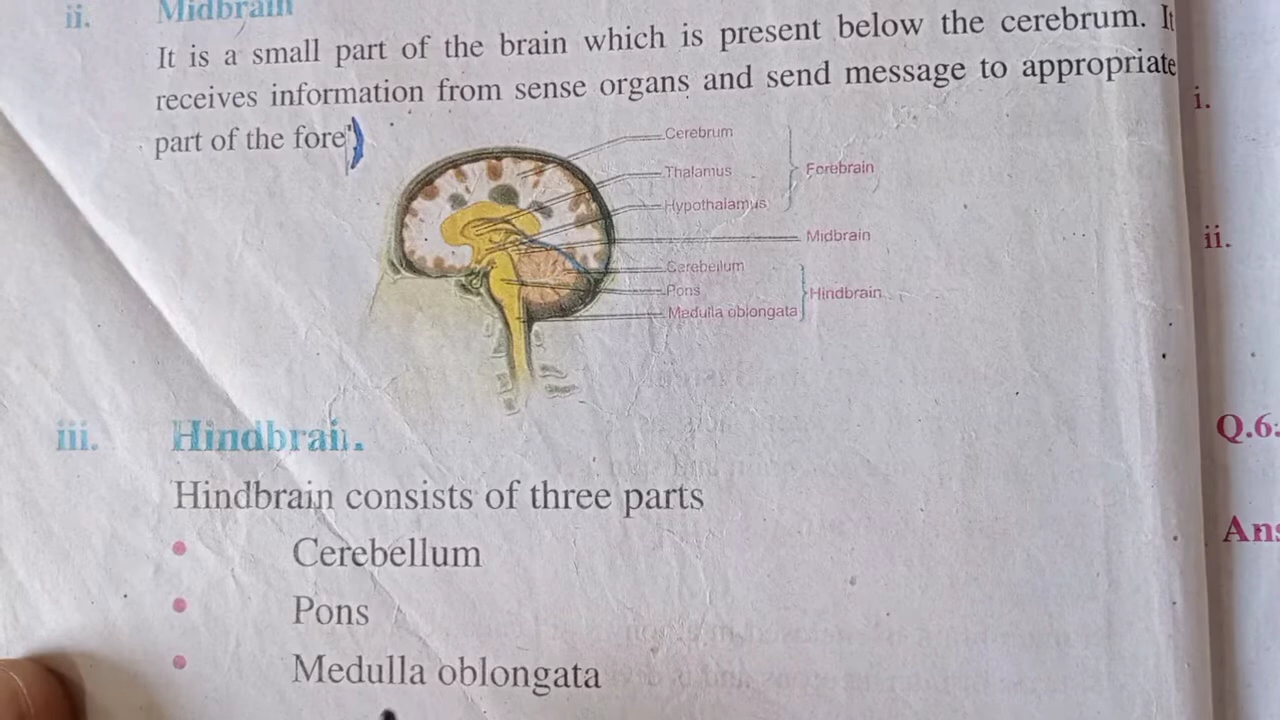 ii. Midbrain
It is a small part of the brain which is present below the cerebrum. It
receives information from sense organs and send message to appropriate
part of the fore
Cerebrum
Thalamus
Forebrain
Hypothalamus
Midbrain
Cerebellum
Pons
Hindbrain
Medulla oblongata
iii. Hindbrain.
Hindbrain consists of three parts
• Cerebellum
• Pons
• Medulla oblongata
i.
ii.
Q.6:
Ans